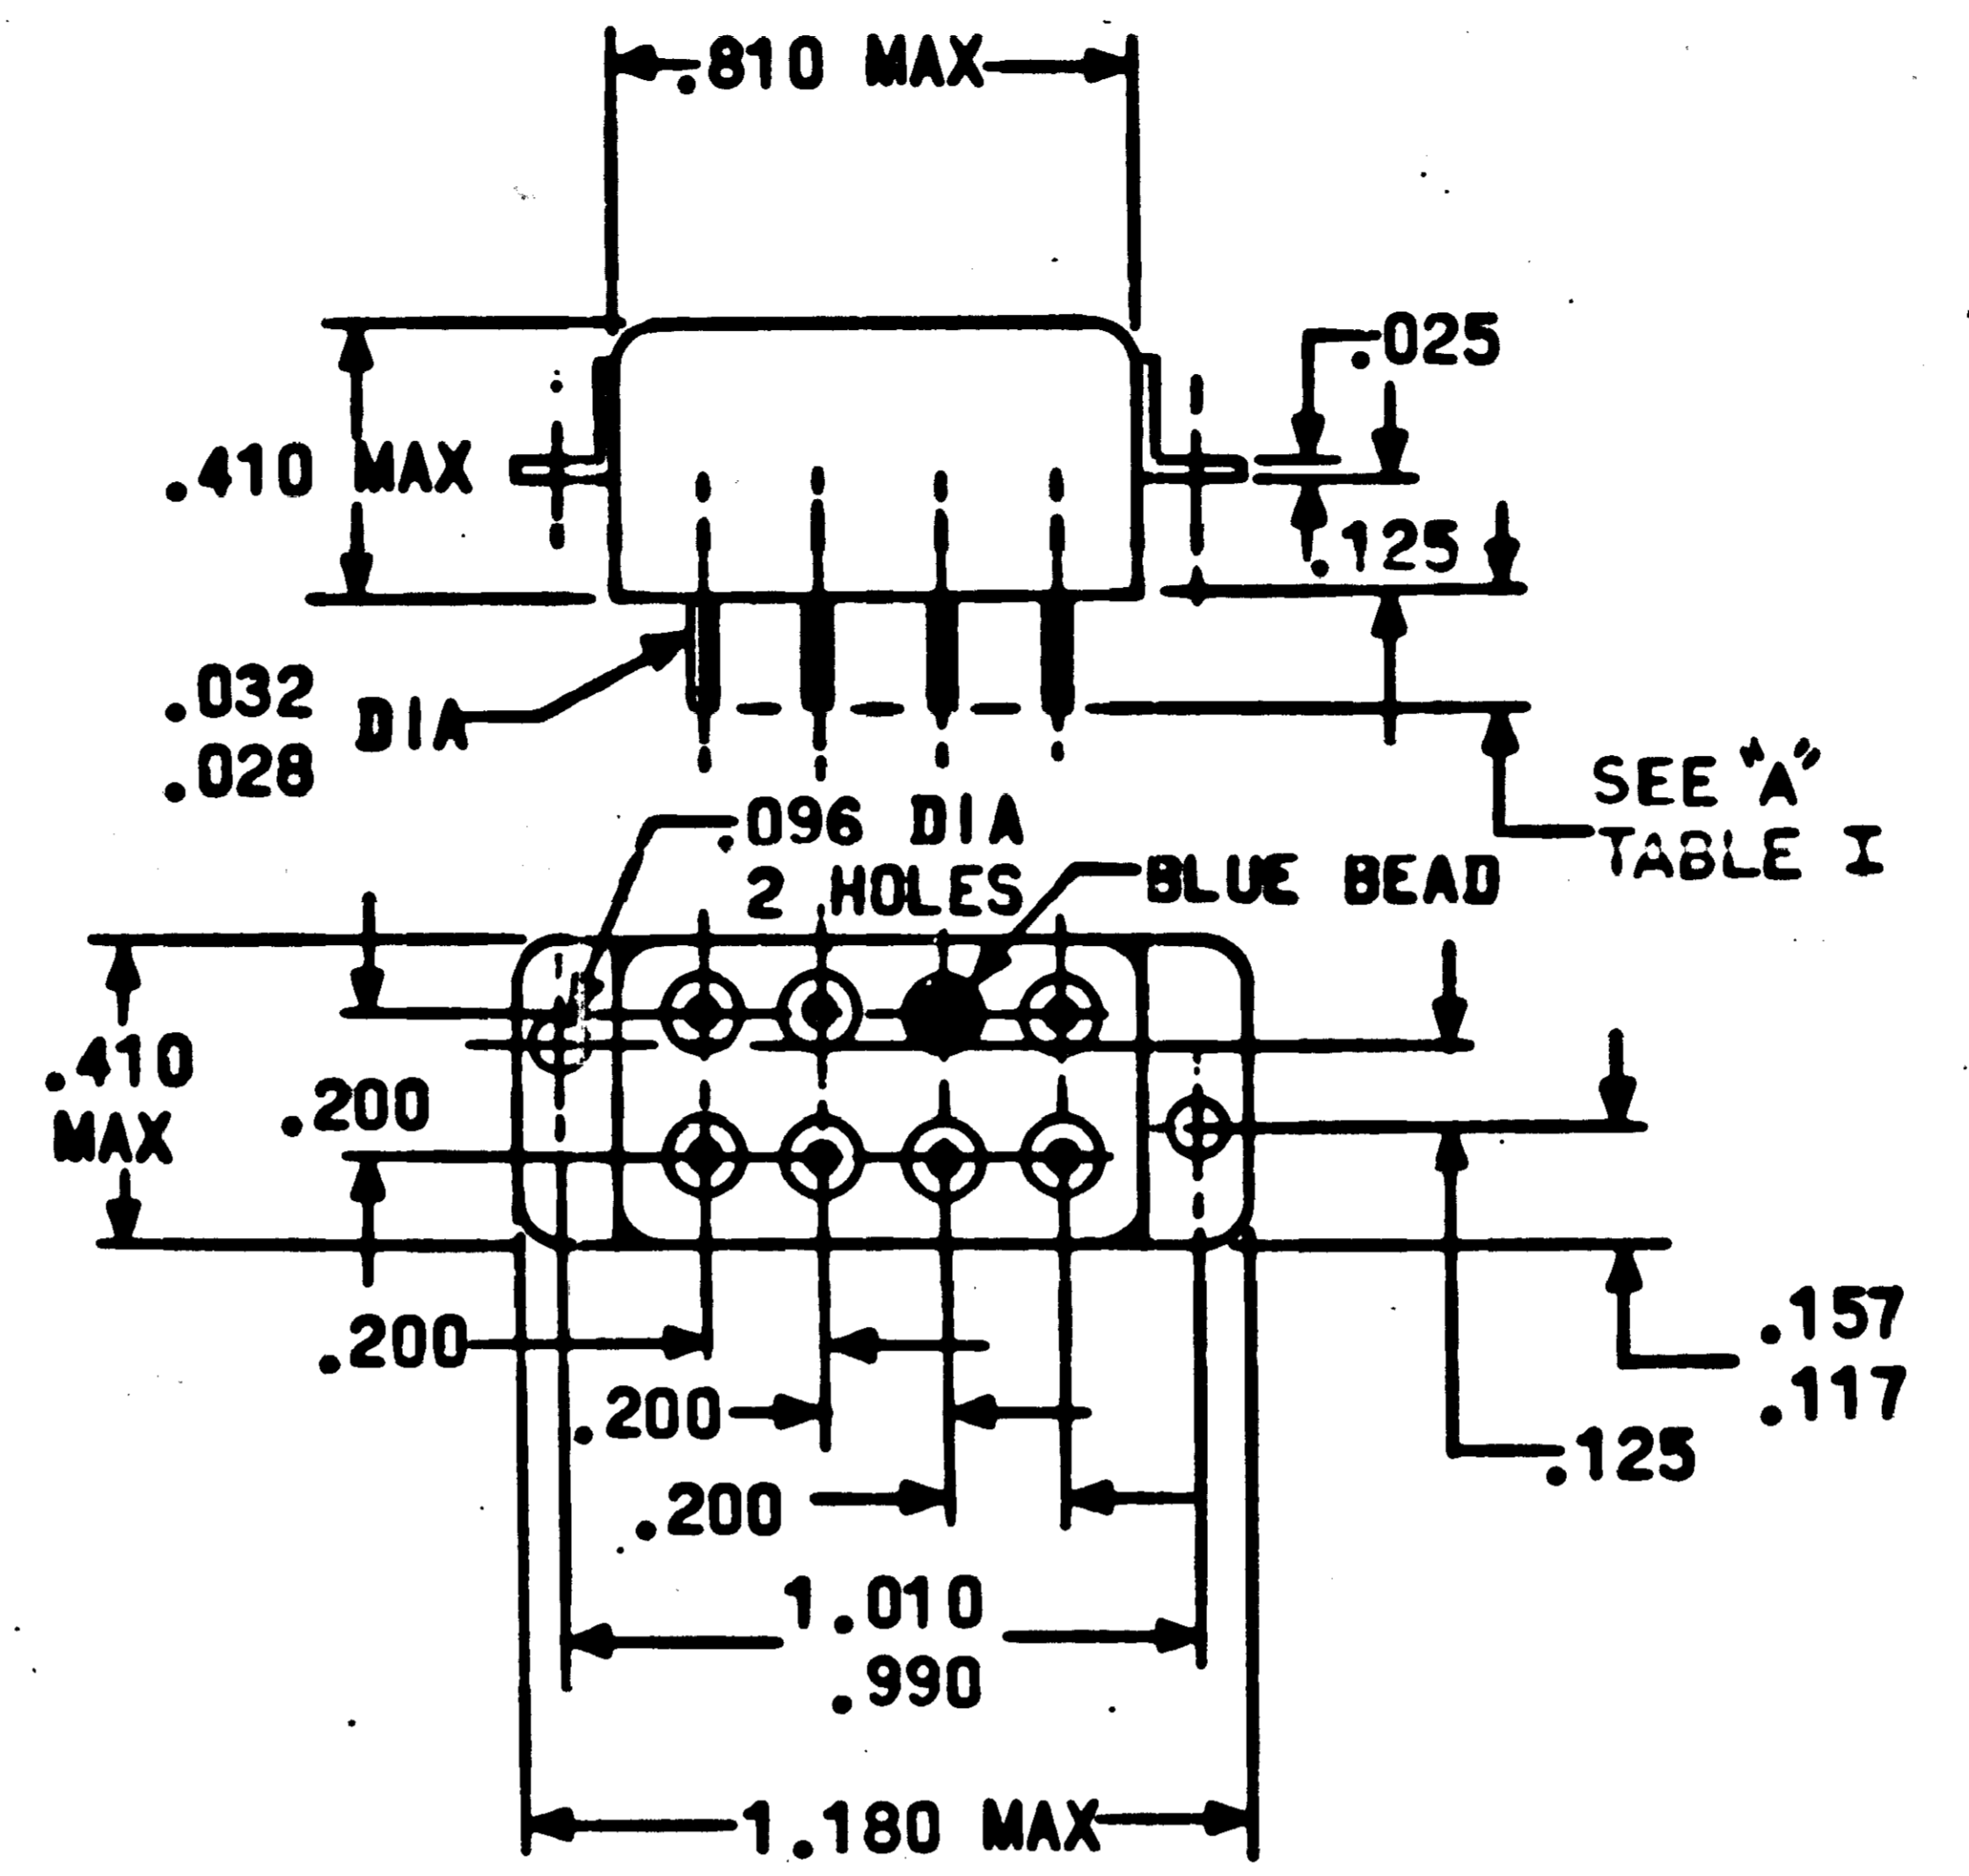 .810 MAX
.025
.410 MAX
.125
.032
.028
DIA
SEE "A"
TABLE I
.096 DIA
2 HOLES
BLUE BEAD
.410
MAX
.200
.200
.200
.200
.157
.117
.125
1.010
.990
1.180 MAX